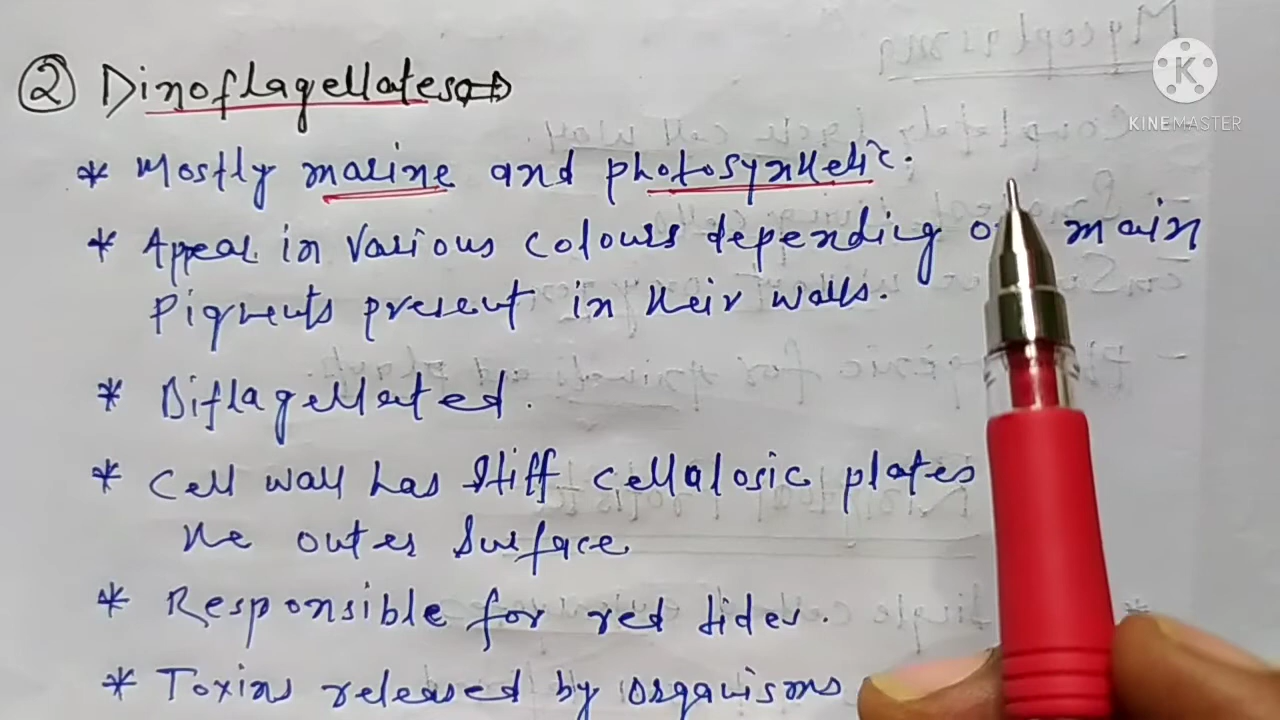 ② Dinoflagellates
* Mostly marine and photosynthetic.
* Appear in various colours depending on main
Pigments present in their walls.
* Biflagellated.
* Cell wall has stiff cellulosic plates
the outer surface
* Responsible for red tides.
* Toxins released by organisms
K
KINEMASTER